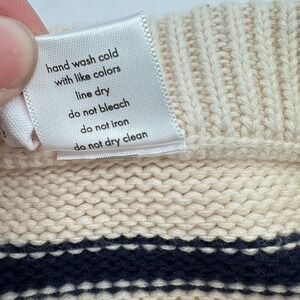 hand wash cold
with like colors
line dry
do not bleach
do not iron
do not dry clean